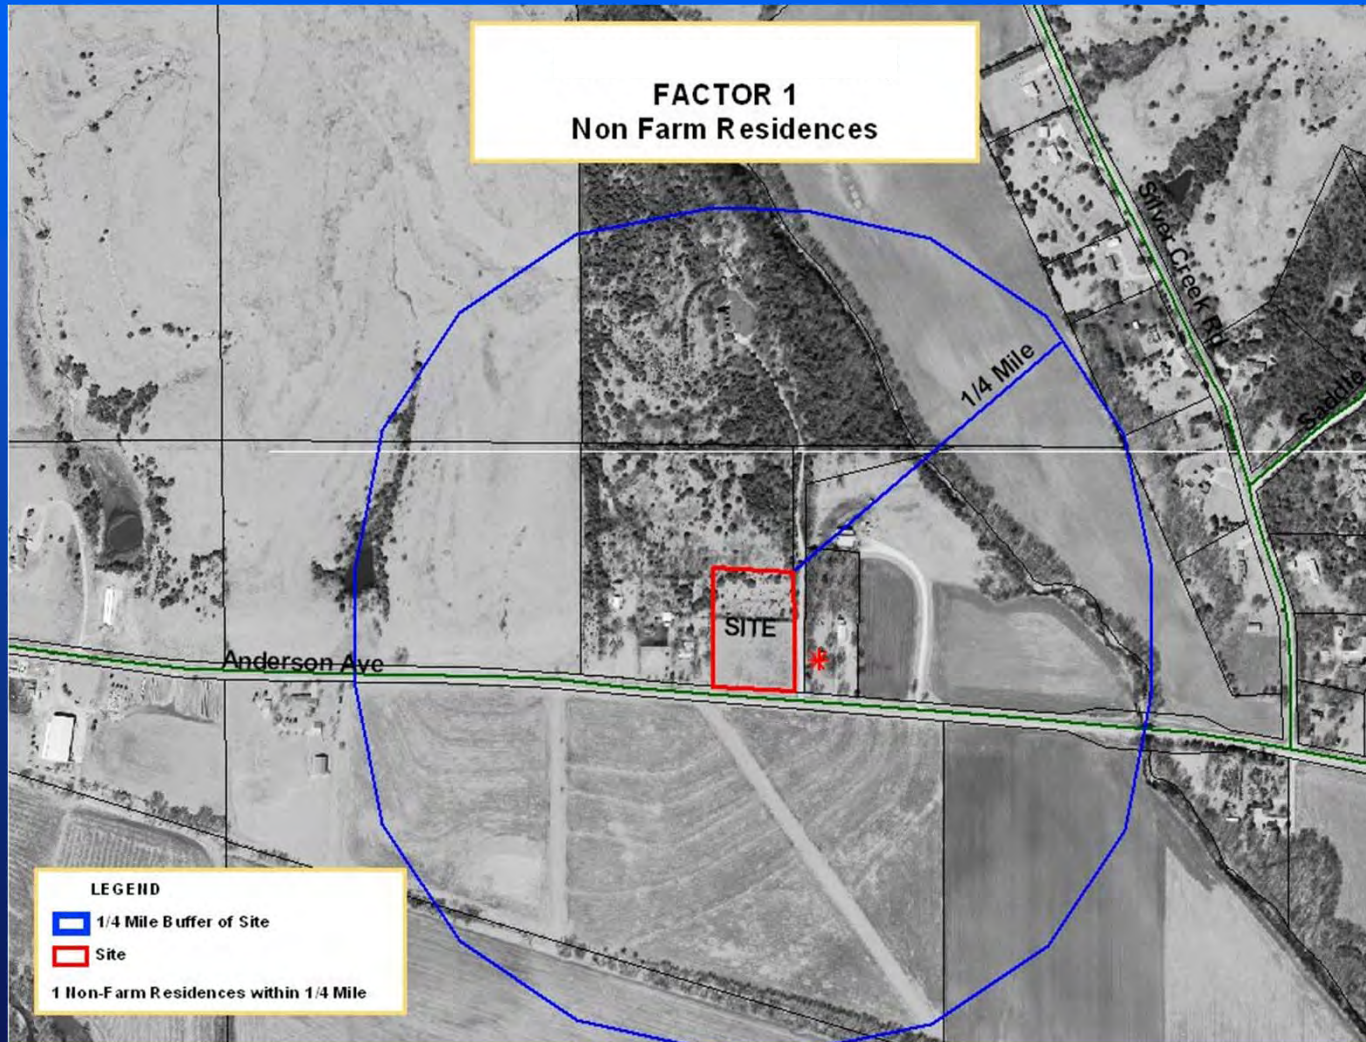 FACTOR 1
Non Farm Residences
Silver Creek Rd
1/4 Mile
Saddle
SITE
Anderson Ave
LEGEND
1/4 Mile Buffer of Site
Site
1 Non-Farm Residences within 1/4 Mile